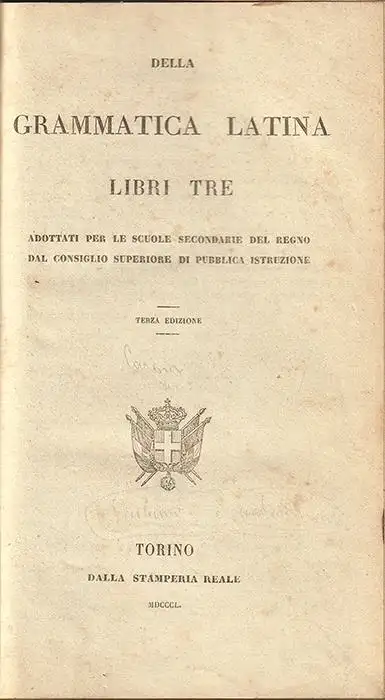 DELLA
GRAMMATICA LATINA
LIBRI TRE
ADOTTATI PER LE SCUOLE SECONDARIE DEL REGNO
DAL CONSIGLIO SUPERIORE DI PUBBLICA ISTRUZIONE
TERZA EDIZIONE
TORINO
DALLA STAMPERIA REALE
MDCCCL.